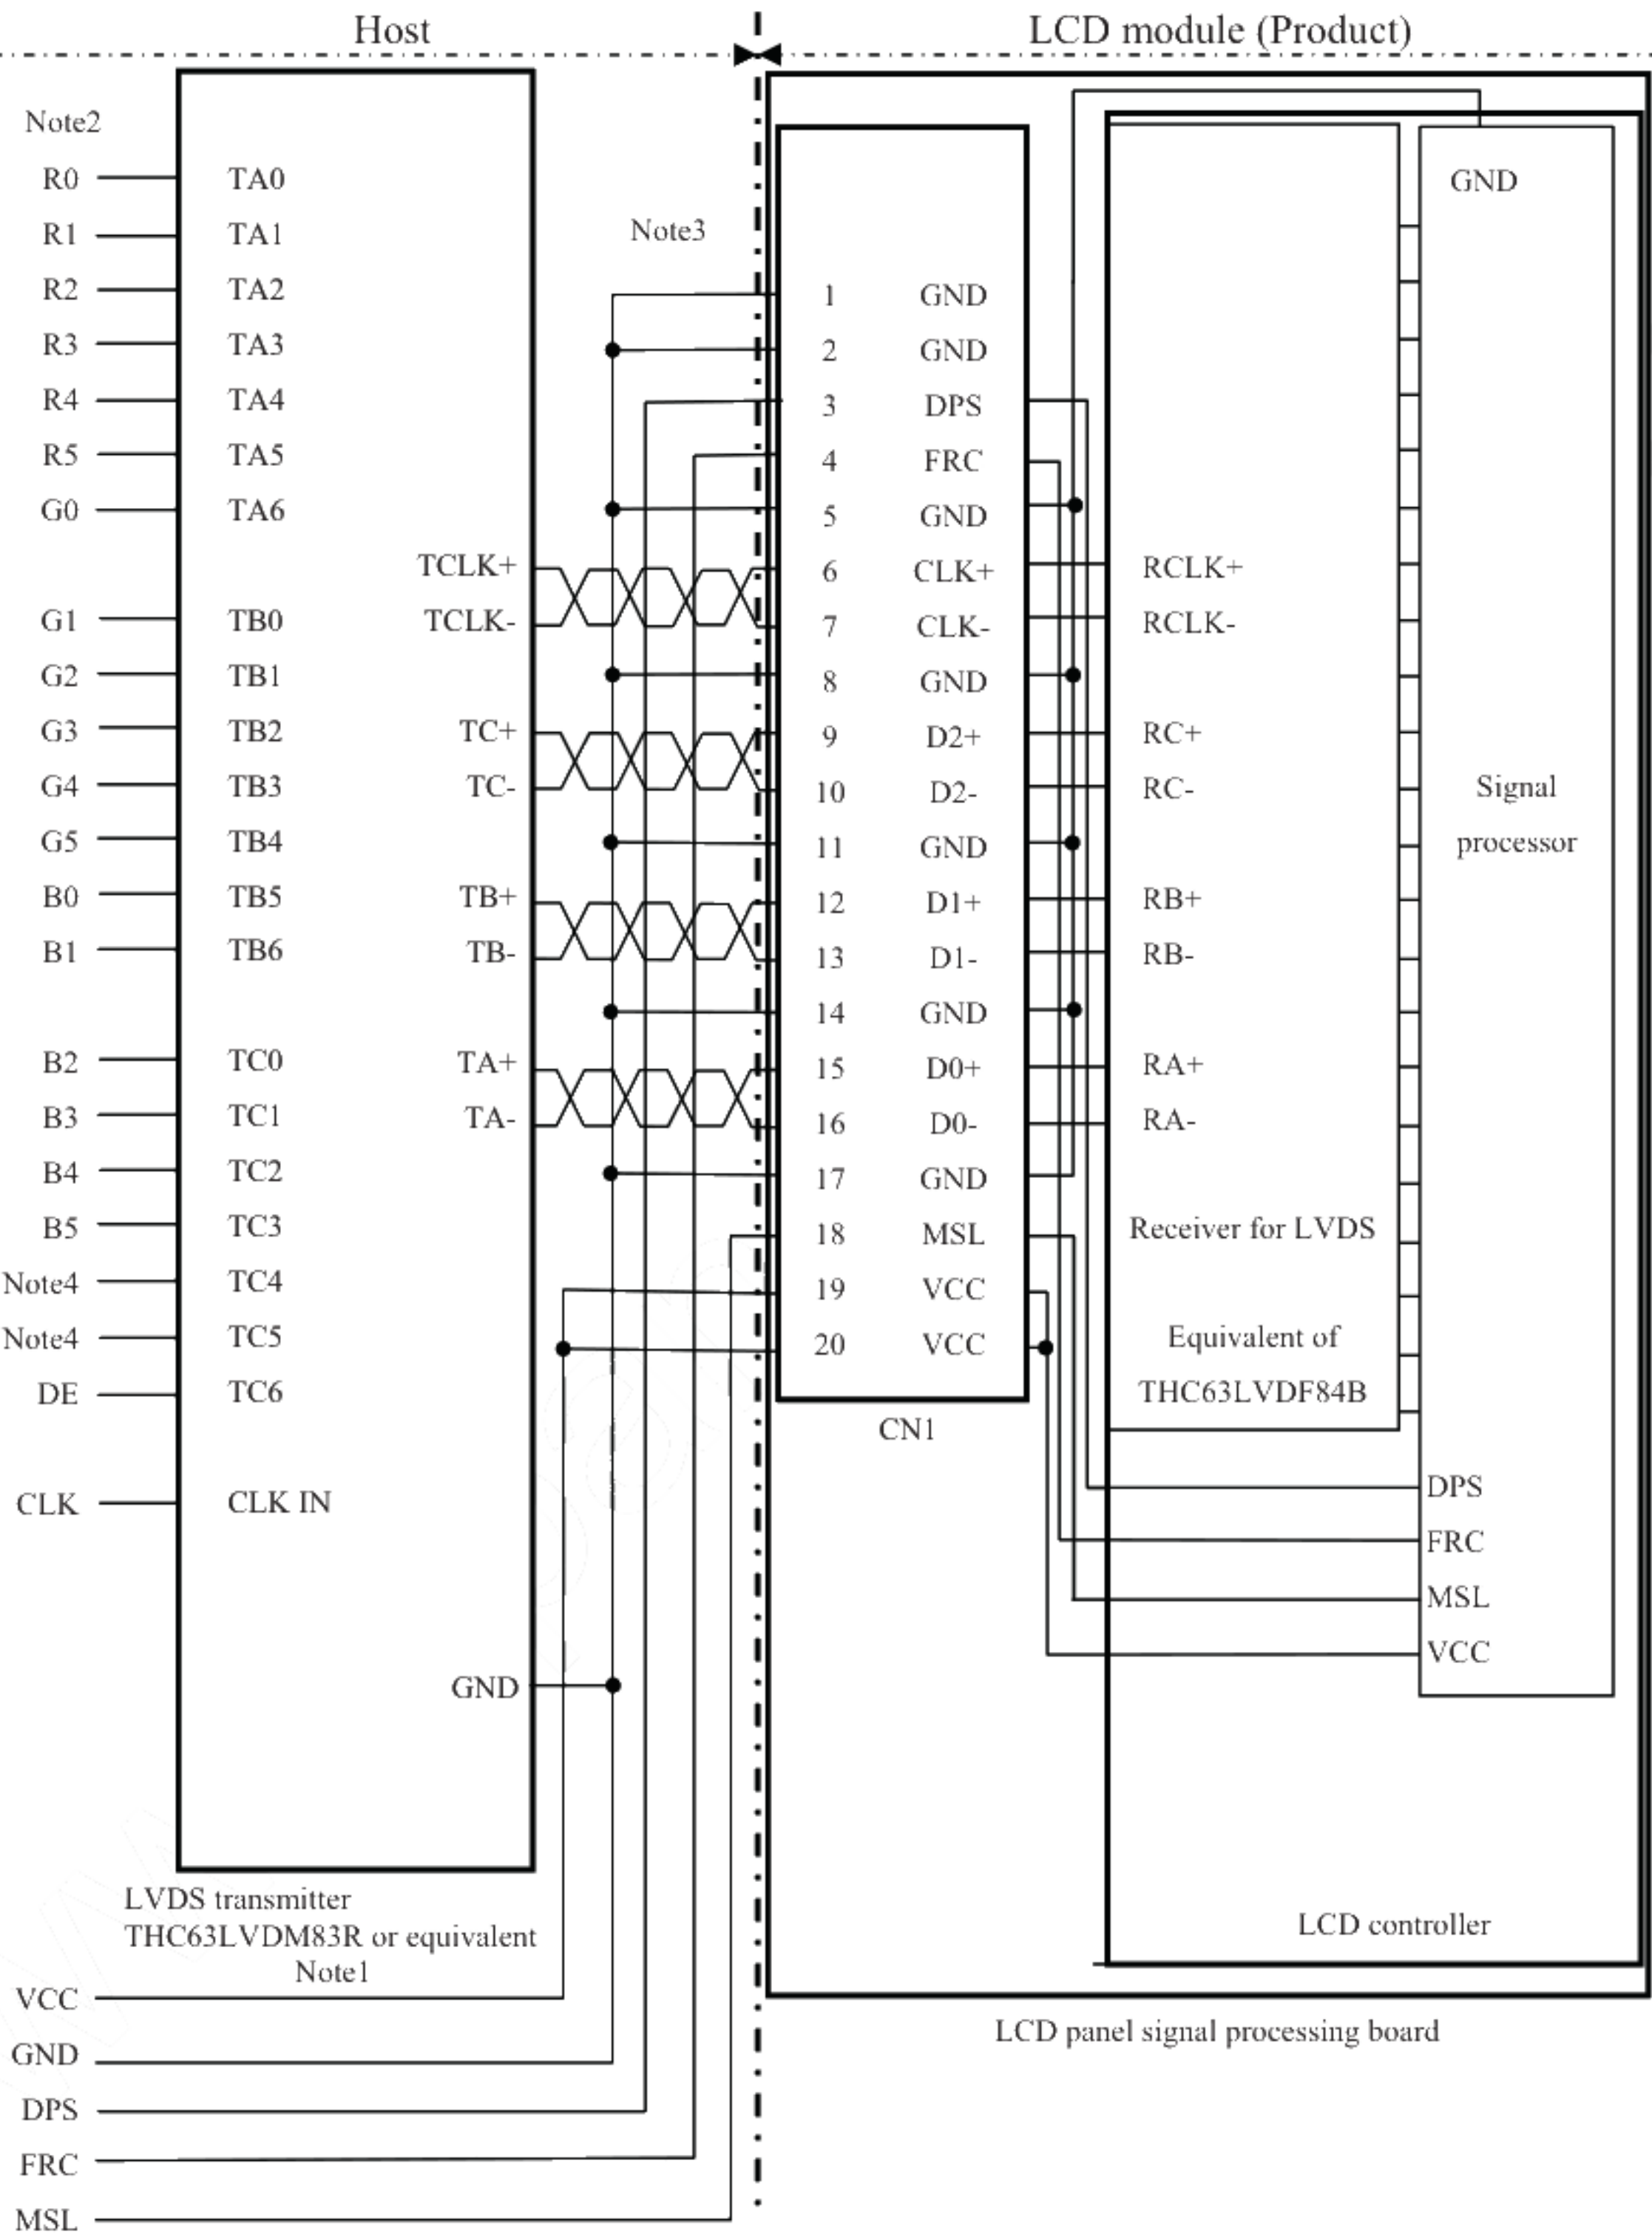 Host
LCD module (Product)
Note2
R0 TA0
R1 TA1
R2 TA2
R3 TA3
R4 TA4
R5 TA5
G0 TA6
G1 TB0
G2 TB1
G3 TB2
G4 TB3
G5 TB4
B0 TB5
B1 TB6
B2 TC0
B3 TC1
B4 TC2
B5 TC3
Note4 TC4
Note4 TC5
DE TC6
CLK CLK IN
TCLK+
TCLK-
TC+
TC-
TB+
TB-
TA+
TA-
GND
LVDS transmitter
THC63LVDM83R or equivalent
Note1
VCC
GND
DPS
FRC
MSL
Note3
1 GND
2 GND
3 DPS
4 FRC
5 GND
6 CLK+
7 CLK-
8 GND
9 D2+
10 D2-
11 GND
12 D1+
13 D1-
14 GND
15 D0+
16 D0-
17 GND
18 MSL
19 VCC
20 VCC
CN1
RCLK+
RCLK-
RC+
RC-
RB+
RB-
RA+
RA-
Receiver for LVDS
Equivalent of
THC63LVDF84B
GND
Signal
processor
DPS
FRC
MSL
VCC
LCD controller
LCD panel signal processing board